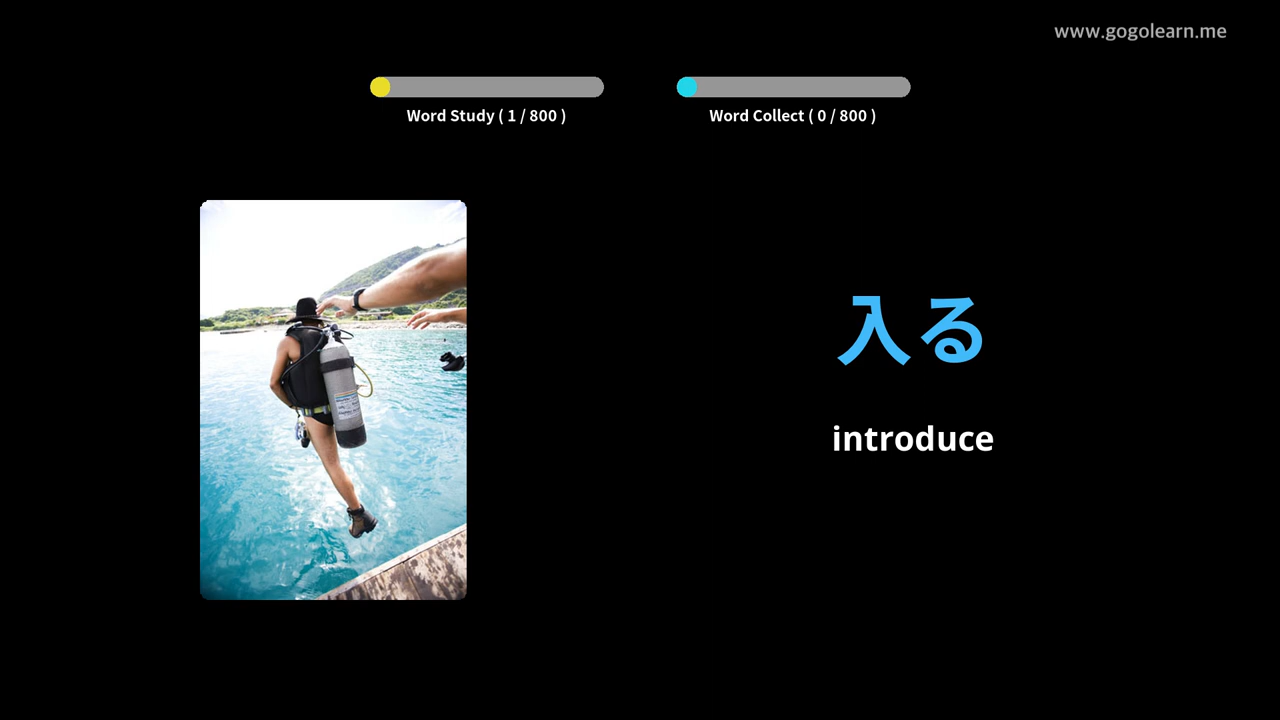 www.gogolearn.me
Word Study ( 1 / 800 )
Word Collect ( 0 / 800 )
入る
introduce